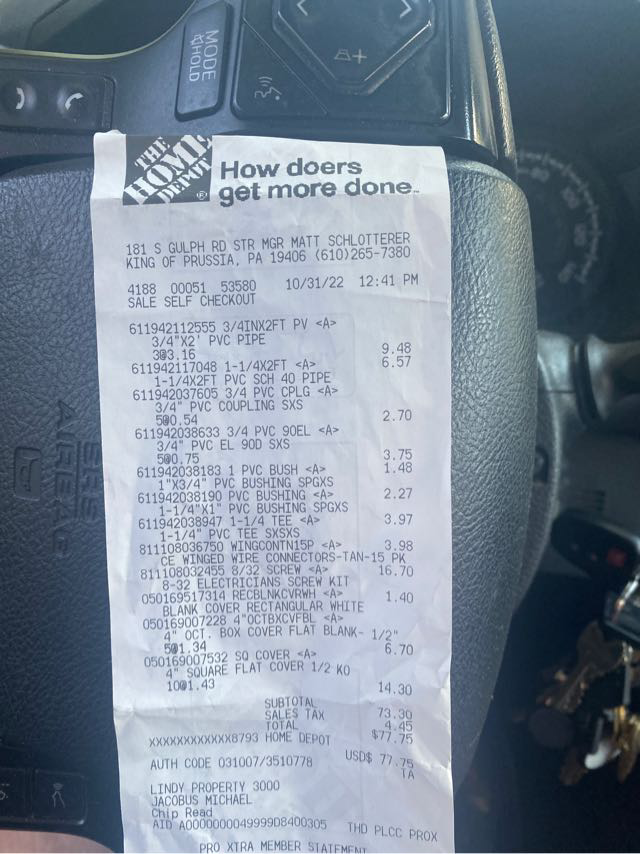 MODE
HOLD
THE HOME DEPOT®
How doers
get more done™
181 S GULPH RD STR MGR MATT SCHLOTTERER
KING OF PRUSSIA, PA 19406 (610)265-7380
4188 00051 53580 10/31/22 12:41 PM
SALE SELF CHECKOUT
611942112555 3/4INX2FT PV <A>
3/4"X2' PVC PIPE
3@3.16 9.48
611942117048 1-1/4X2FT <A> 6.57
1-1/4X2FT PVC SCH 40 PIPE
611942037605 3/4 PVC CPLG <A>
3/4" PVC COUPLING SXS
5@0.54 2.70
611942038633 3/4 PVC 90EL <A>
3/4" PVC EL 90D SXS
5@0.75 3.75
611942038183 1 PVC BUSH <A> 1.48
1"X3/4" PVC BUSHING SPGXS
611942038190 PVC BUSHING <A> 2.27
1-1/4"X1" PVC BUSHING SPGXS
611942038947 1-1/4 TEE <A> 3.97
1-1/4" PVC TEE SXSXS
811108036750 WINGCONTN15P <A> 3.98
CE WINGED WIRE CONNECTORS-TAN-15 PK
811108032455 8/32 SCREW <A> 16.70
8-32 ELECTRICIANS SCREW KIT
050169517314 RECBLNKCVRWH <A> 1.40
BLANK COVER RECTANGULAR WHITE
050169007228 4"OCTBXCVFBL <A>
4" OCT. BOX COVER FLAT BLANK- 1/2"
5@1.34 6.70
050169007532 SQ COVER <A>
4" SQUARE FLAT COVER 1/2 KO
10@1.43 14.30
SUBTOTAL 73.30
SALES TAX 4.45
TOTAL $77.75
XXXXXXXXXXXX8793 HOME DEPOT
USD$ 77.75
AUTH CODE 031007/3510778 TA
LINDY PROPERTY 3000
JACOBUS MICHAEL
Chip Read
AID A0000000049999D8400305 THD PLCC PROX
PRO XTRA MEMBER STATEMENT
SRS
AIRBAG